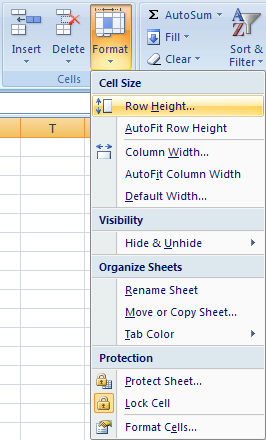 Insert
Delete
Format
Cells
Σ AutoSum
Fill
Clear
Sort &
Filter
T
Cell Size
Row Height...
AutoFit Row Height
Column Width...
AutoFit Column Width
Default Width...
Visibility
Hide & Unhide
Organize Sheets
Rename Sheet
Move or Copy Sheet...
Tab Color
Protection
Protect Sheet...
Lock Cell
Format Cells...